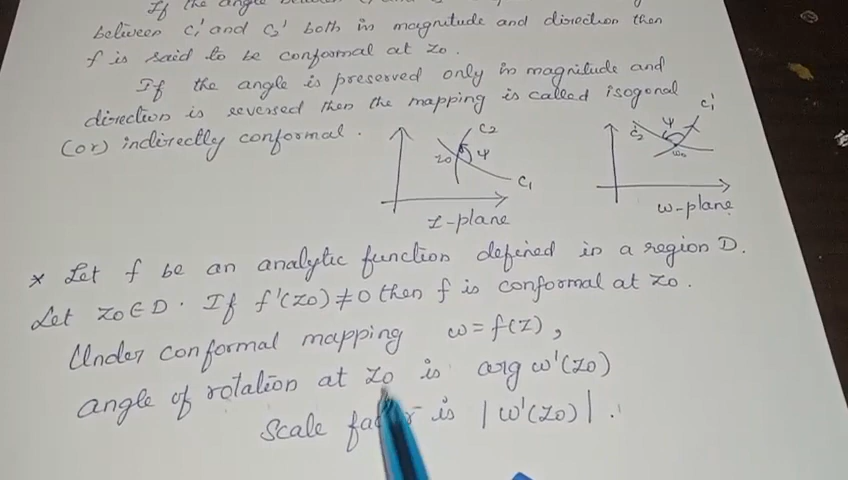 If the angle between
between c₁' and c₂' both in magnitude and direction then
f is said to be conformal at z₀.
If the angle is preserved only in magnitude and
direction is reversed then the mapping is called isogonal
(or) indirectly conformal.
c₂
z₀ ψ
c₁
z-plane
c₁'
c₂' ψ
w₀
w-plane
* Let f be an analytic function defined in a region D.
Let z₀ ∈ D. If f'(z₀) ≠ 0 then f is conformal at z₀.
Under conformal mapping w = f(z),
angle of rotation at z₀ is arg w'(z₀)
Scale is |w'(z₀)|.